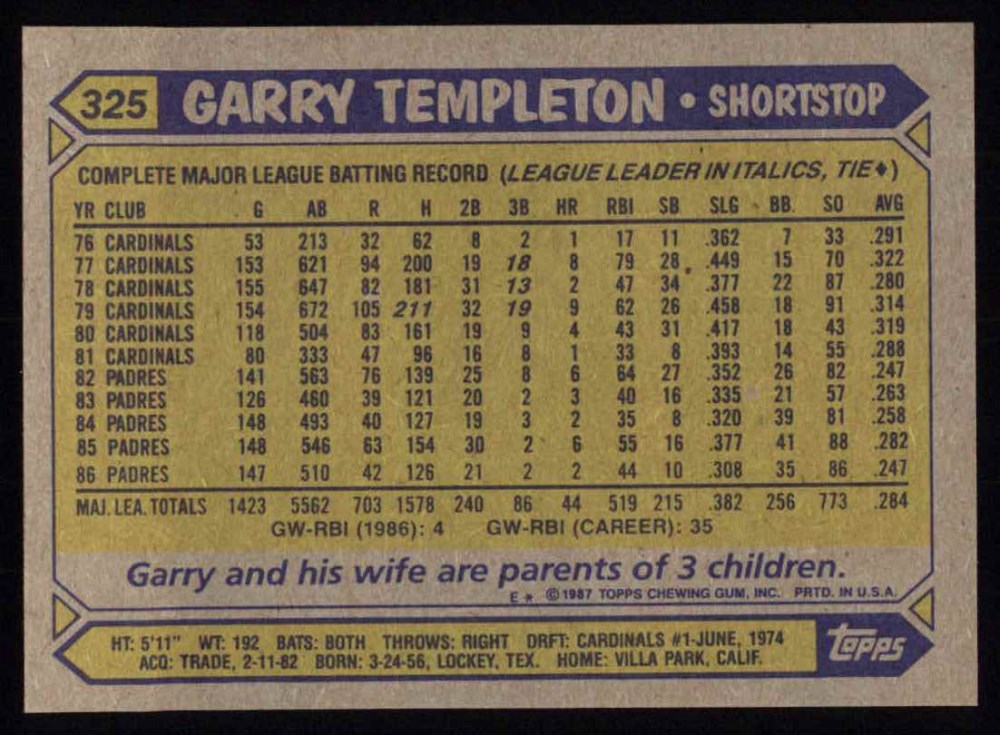 325 GARRY TEMPLETON • SHORTSTOP
COMPLETE MAJOR LEAGUE BATTING RECORD (LEAGUE LEADER IN ITALICS, TIE♦)
YR CLUB G AB R H 2B 3B HR RBI SB SLG BB. SO AVG
76 CARDINALS 53 213 32 62 8 2 1 17 11 .362 7 33 .291
77 CARDINALS 153 621 94 200 19 18 8 79 28 .449 15 70 .322
78 CARDINALS 155 647 82 181 31 13 2 47 34 .377 22 87 .280
79 CARDINALS 154 672 105 211 32 19 9 62 26 .458 18 91 .314
80 CARDINALS 118 504 83 161 19 9 4 43 31 .417 18 43 .319
81 CARDINALS 80 333 47 96 16 8 1 33 8 .393 14 55 .288
82 PADRES 141 563 76 139 25 8 6 64 27 .352 26 82 .247
83 PADRES 126 460 39 121 20 2 3 40 16 .335 21 57 .263
84 PADRES 148 493 40 127 19 3 2 35 8 .320 39 81 .258
85 PADRES 148 546 63 154 30 2 6 55 16 .377 41 88 .282
86 PADRES 147 510 42 126 21 2 2 44 10 .308 35 86 .247
MAJ. LEA. TOTALS 1423 5562 703 1578 240 86 44 519 215 .382 256 773 .284
GW-RBI (1986): 4 GW-RBI (CAREER): 35
Garry and his wife are parents of 3 children.
E * © 1987 TOPPS CHEWING GUM, INC. PRTD. IN U.S.A.
HT: 5'11" WT: 192 BATS: BOTH THROWS: RIGHT DRFT: CARDINALS #1-JUNE, 1974
ACQ: TRADE, 2-11-82 BORN: 3-24-56, LOCKEY, TEX. HOME: VILLA PARK, CALIF.
topps